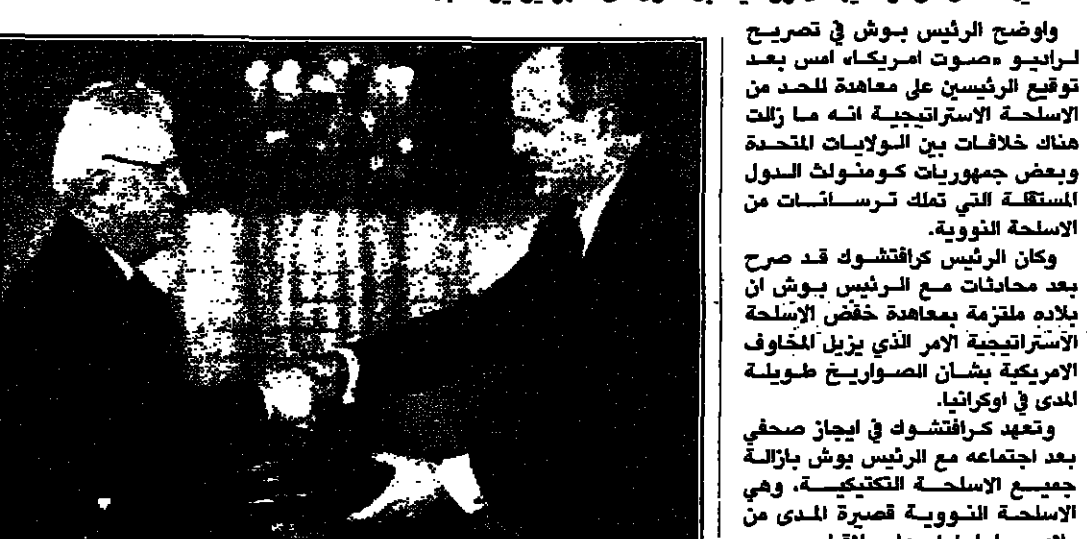 واوضح الرئيس بوش في تصريح
لراديو «صوت امريكا» امس بعد
توقيع الرئيسين على معاهدة للحد من
الاسلحة الاستراتيجية انه ما زالت
هناك خلافات بين الولايات المتحدة
وبعض جمهوريات كومنولث الدول
المستقلة التي تملك ترسانات من
الاسلحة النووية.
وكان الرئيس كرافتشوك قد صرح
بعد محادثات مع الرئيس بوش ان
بلاده ملتزمة بمعاهدة خفض الاسلحة
الاستراتيجية الامر الذي يزيل المخاوف
الامريكية بشأن الصواريخ طويلة
المدى في اوكرانيا.
وتعهد كرافتشوك في ايجاز صحفي
بعد اجتماعه مع الرئيس بوش بازالة
جميع الاسلحة التكتيكية، وهي
الاسلحة النووية قصيرة المدى من